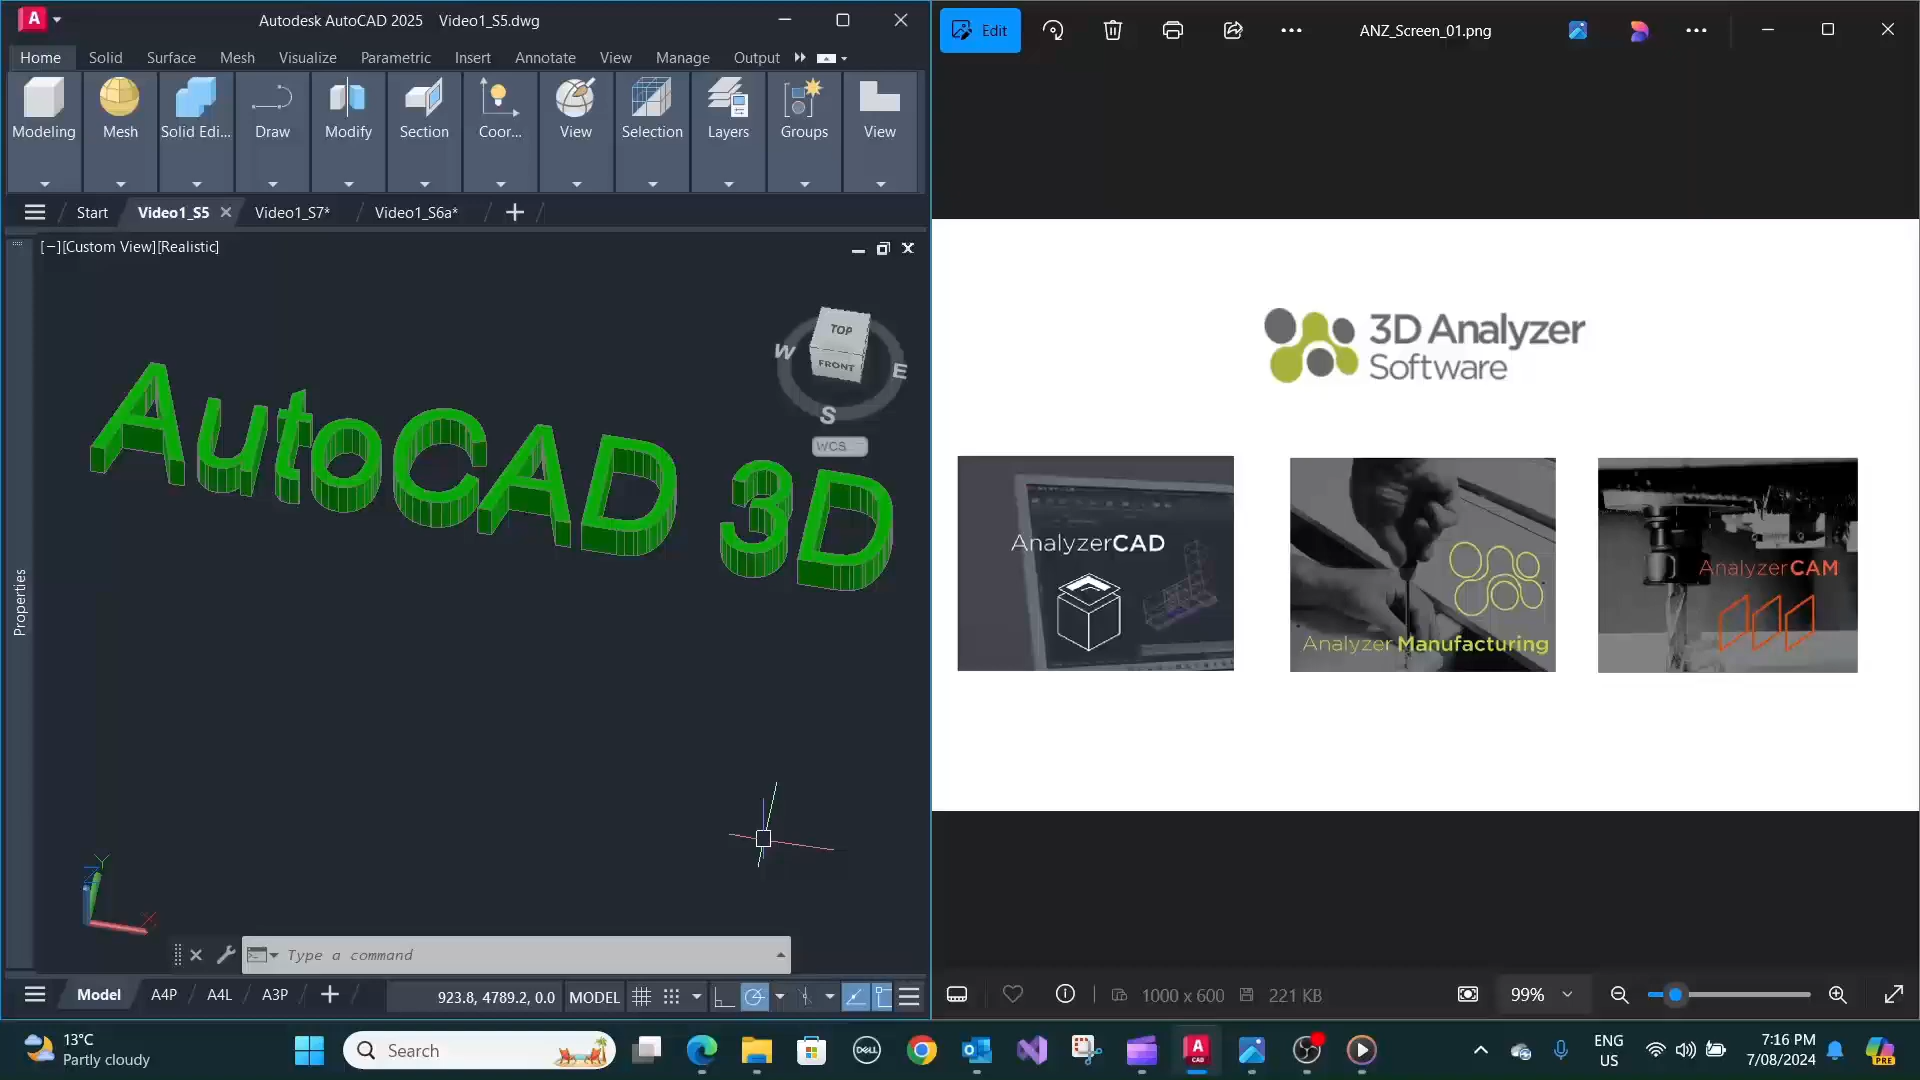 Autodesk AutoCAD 2025 Video1_S5.dwg
Home Solid Surface Mesh Visualize Parametric Insert Annotate View Manage Output
Modeling Mesh Solid Edi... Draw Modify Section Coor... View Selection Layers Groups View
Start Video1_S5 Video1_S7* Video1_S6a*
[−][Custom View][Realistic]
TOP
FRONT
W
E
S
WCS
AutoCAD 3D
Properties
Y
Z
X
Type a command
Model A4P A4L A3P
923.8, 4789.2, 0.0 MODEL
Edit
ANZ_Screen_01.png
3D Analyzer
Software
AnalyzerCAD
Analyzer Manufacturing
AnalyzerCAM
1000 x 600 221 KB
99%
13°C
Partly cloudy
Search
DELL
A
CAD
ENG
US
7:16 PM
7/08/2024
PRE